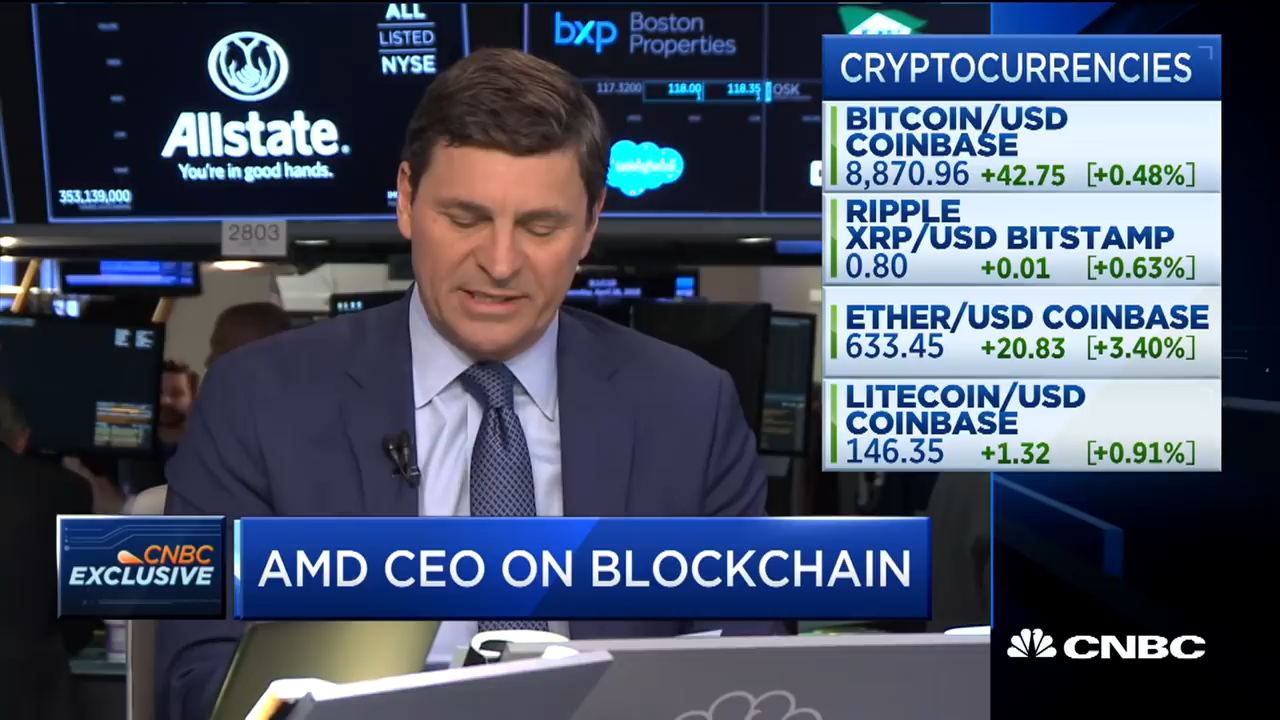 ALL
LISTED
NYSE
Allstate.
You're in good hands.
353,139,000
bxp Boston
Properties
117.3200 118.00 118.35 OSK
2803
CRYPTOCURRENCIES
BITCOIN/USD
COINBASE
8,870.96 +42.75 [+0.48%]
RIPPLE
XRP/USD BITSTAMP
0.80 +0.01 [+0.63%]
ETHER/USD COINBASE
633.45 +20.83 [+3.40%]
LITECOIN/USD
COINBASE
146.35 +1.32 [+0.91%]
CNBC
EXCLUSIVE
AMD CEO ON BLOCKCHAIN
CNBC